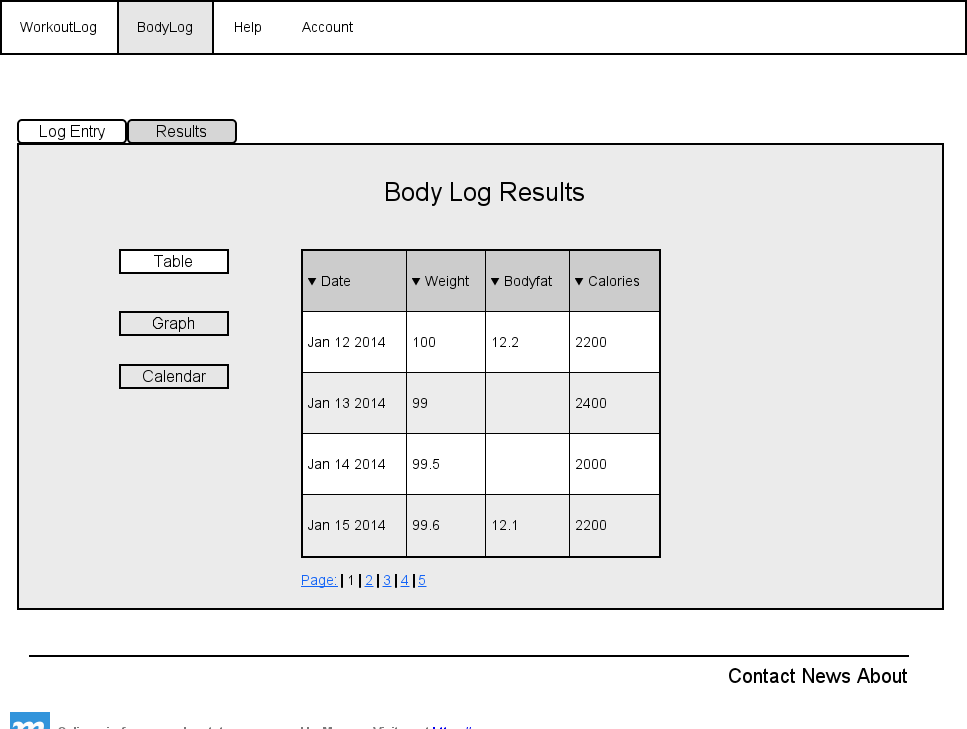 WorkoutLog BodyLog Help Account
Log Entry Results
Body Log Results
Table
Graph
Calendar
▼ Date ▼ Weight ▼ Bodyfat ▼ Calories
Jan 12 2014 100 12.2 2200
Jan 13 2014 99 2400
Jan 14 2014 99.5 2000
Jan 15 2014 99.6 12.1 2200
Page: | 1 | 2 | 3 | 4 | 5
Contact News About